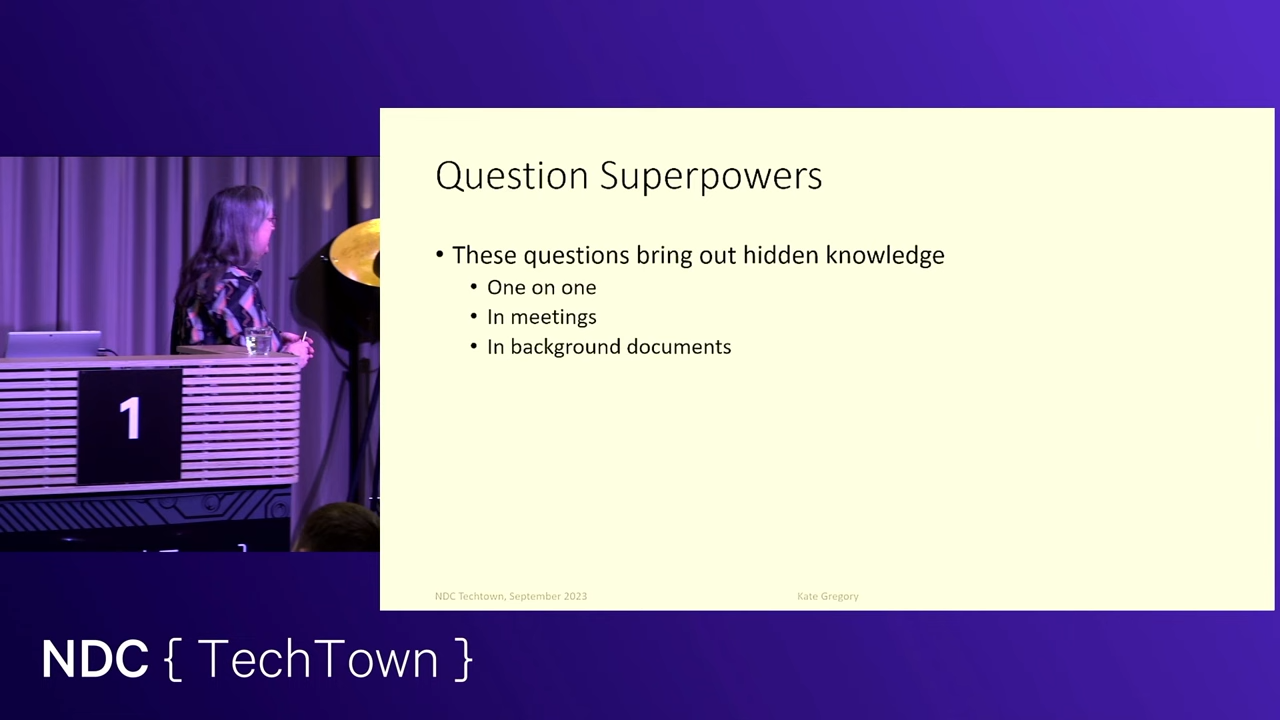 Question Superpowers
• These questions bring out hidden knowledge
• One on one
• In meetings
• In background documents
NDC Techtown, September 2023
Kate Gregory
1
NDC { TechTown }